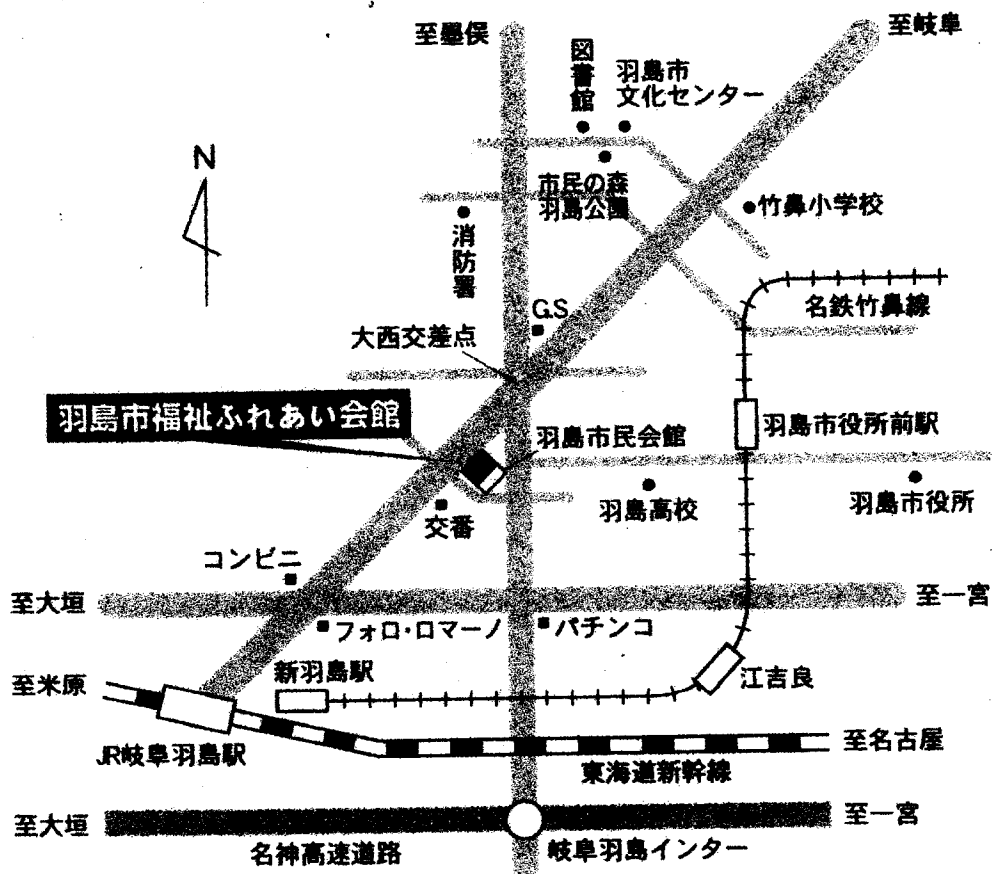 至墨俣
至岐阜
図書館
羽島市
文化センター
N
市民の森
羽島公園
竹鼻小学校
消防署
名鉄竹鼻線
G.S
大西交差点
羽島市福祉ふれあい会館
羽島市民会館
羽島市役所前駅
羽島高校
羽島市役所
交番
コンビニ
至大垣
至一宮
フォロ・ロマーノ
パチンコ
新羽島駅
江吉良
至米原
JR岐阜羽島駅
至名古屋
東海道新幹線
至大垣
至一宮
名神高速道路
岐阜羽島インター